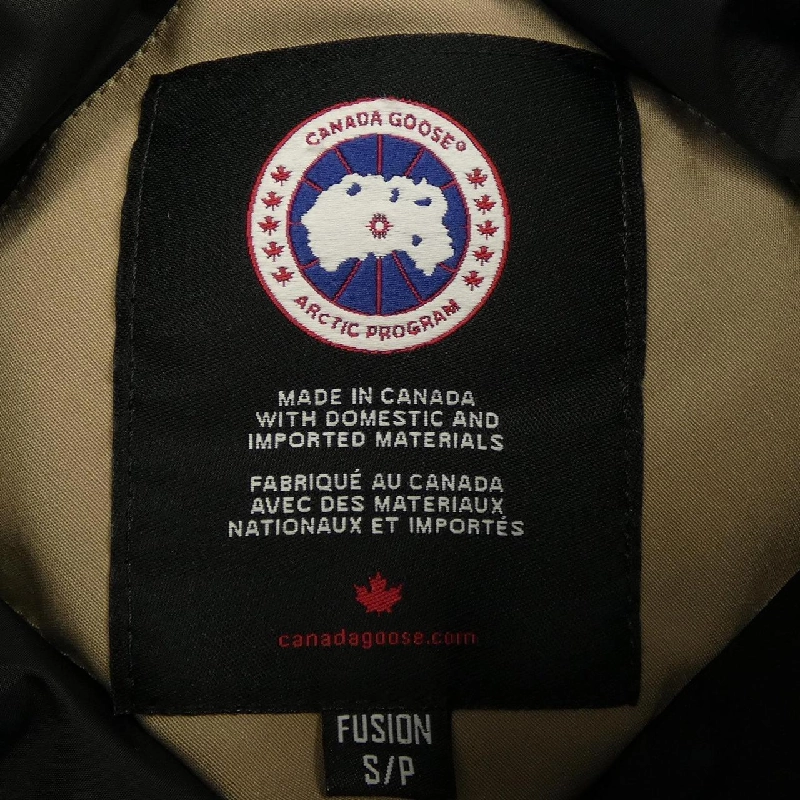 CANADA GOOSE®
ARCTIC PROGRAM
MADE IN CANADA
WITH DOMESTIC AND
IMPORTED MATERIALS
FABRIQUÉ AU CANADA
AVEC DES MATERIAUX
NATIONAUX ET IMPORTÉS
canadagoose.com
FUSION
S/P